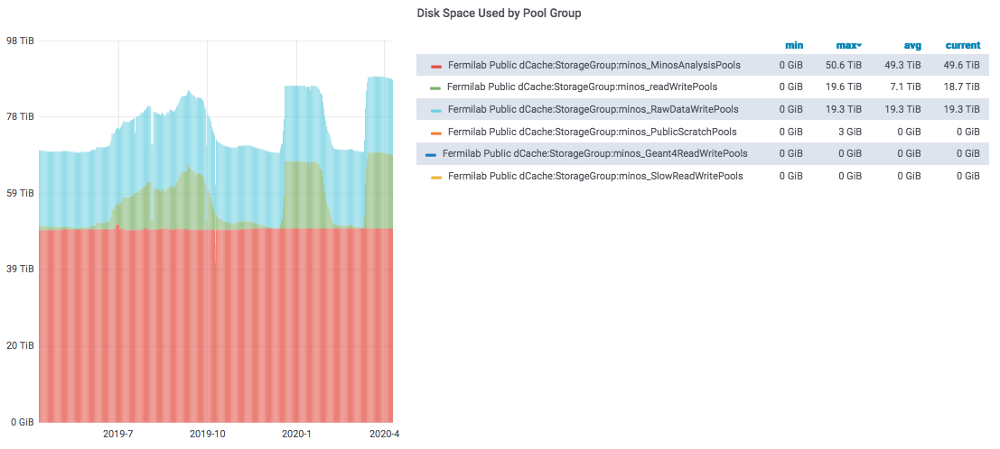 Disk Space Used by Pool Group
98 TiB
78 TiB
59 TiB
39 TiB
20 TiB
0 GiB
2019-7 2019-10 2020-1 2020-4
min max avg current
Fermilab Public dCache:StorageGroup:minos_MinosAnalysisPools 0 GiB 50.6 TiB 49.3 TiB 49.6 TiB
Fermilab Public dCache:StorageGroup:minos_readWritePools 0 GiB 19.6 TiB 7.1 TiB 18.7 TiB
Fermilab Public dCache:StorageGroup:minos_RawDataWritePools 0 GiB 19.3 TiB 19.3 TiB 19.3 TiB
Fermilab Public dCache:StorageGroup:minos_PublicScratchPools 0 GiB 3 GiB 0 GiB 0 GiB
Fermilab Public dCache:StorageGroup:minos_Geant4ReadWritePools 0 GiB 0 GiB 0 GiB 0 GiB
Fermilab Public dCache:StorageGroup:minos_SlowReadWritePools 0 GiB 0 GiB 0 GiB 0 GiB